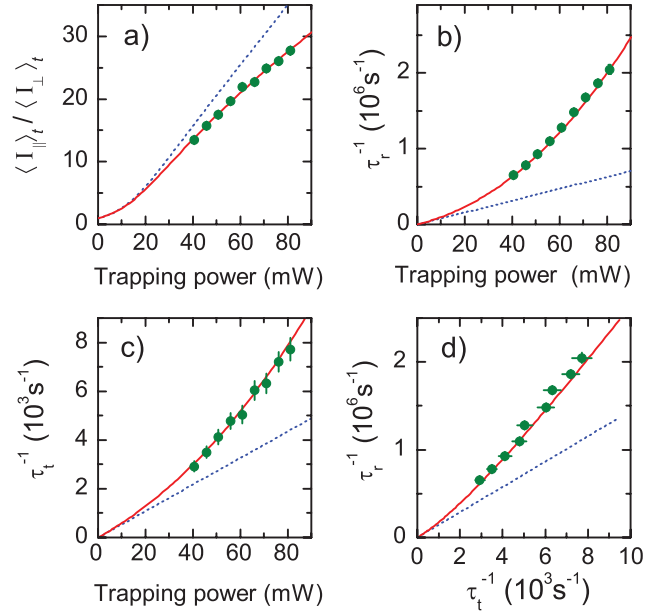 a)
⟨I∥⟩t / ⟨I⊥⟩t
30
20
10
0
0 20 40 60 80
Trapping power (mW)
b)
τr⁻¹ (10⁶s⁻¹)
2
1
0
0 20 40 60 80
Trapping power (mW)
c)
τt⁻¹ (10³s⁻¹)
8
6
4
2
0
0 20 40 60 80
Trapping power (mW)
d)
τr⁻¹ (10⁶s⁻¹)
2
1
0
0 2 4 6 8 10
τt⁻¹ (10³s⁻¹)